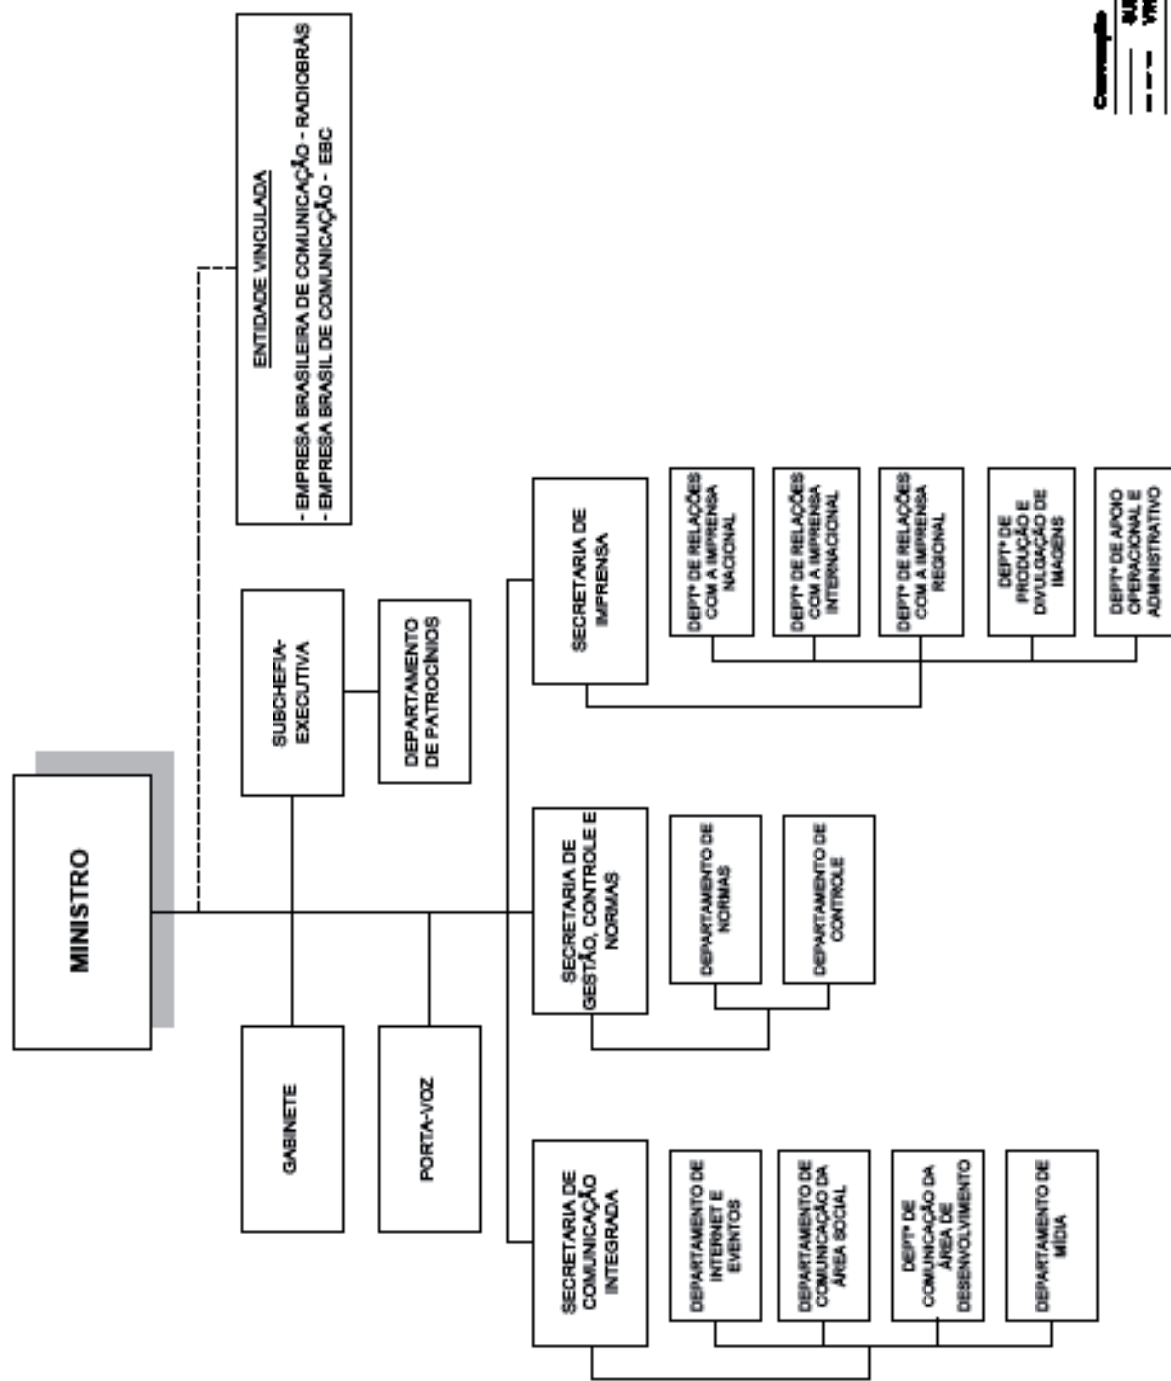 MINISTRO
ENTIDADE VINCULADA
- EMPRESA BRASILEIRA DE COMUNICAÇÃO - RADIOBRÁS
- EMPRESA BRASIL DE COMUNICAÇÃO - EBC
GABINETE
SUBCHEFIA-
EXECUTIVA
PORTA-VOZ
DEPARTAMENTO
DE PATROCÍNIOS
SECRETARIA DE
COMUNICAÇÃO
INTEGRADA
DEPARTAMENTO DE
INTERNET E
EVENTOS
DEPARTAMENTO DE
COMUNICAÇÃO DA
ÁREA SOCIAL
DEPTº DE
COMUNICAÇÃO DA
ÁREA DE
DESENVOLVIMENTO
DEPARTAMENTO DE
MÍDIA
SECRETARIA DE
GESTÃO, CONTROLE E
NORMAS
DEPARTAMENTO DE
NORMAS
DEPARTAMENTO DE
CONTROLE
SECRETARIA DE
IMPRENSA
DEPTº DE RELAÇÕES
COM A IMPRENSA
NACIONAL
DEPTº DE RELAÇÕES
COM A IMPRENSA
INTERNACIONAL
DEPTº DE RELAÇÕES
COM A IMPRENSA
REGIONAL
DEPTº DE
PRODUÇÃO E
DIVULGAÇÃO DE
IMAGENS
DEPTº DE APOIO
OPERACIONAL E
ADMINISTRATIVO
Convenção